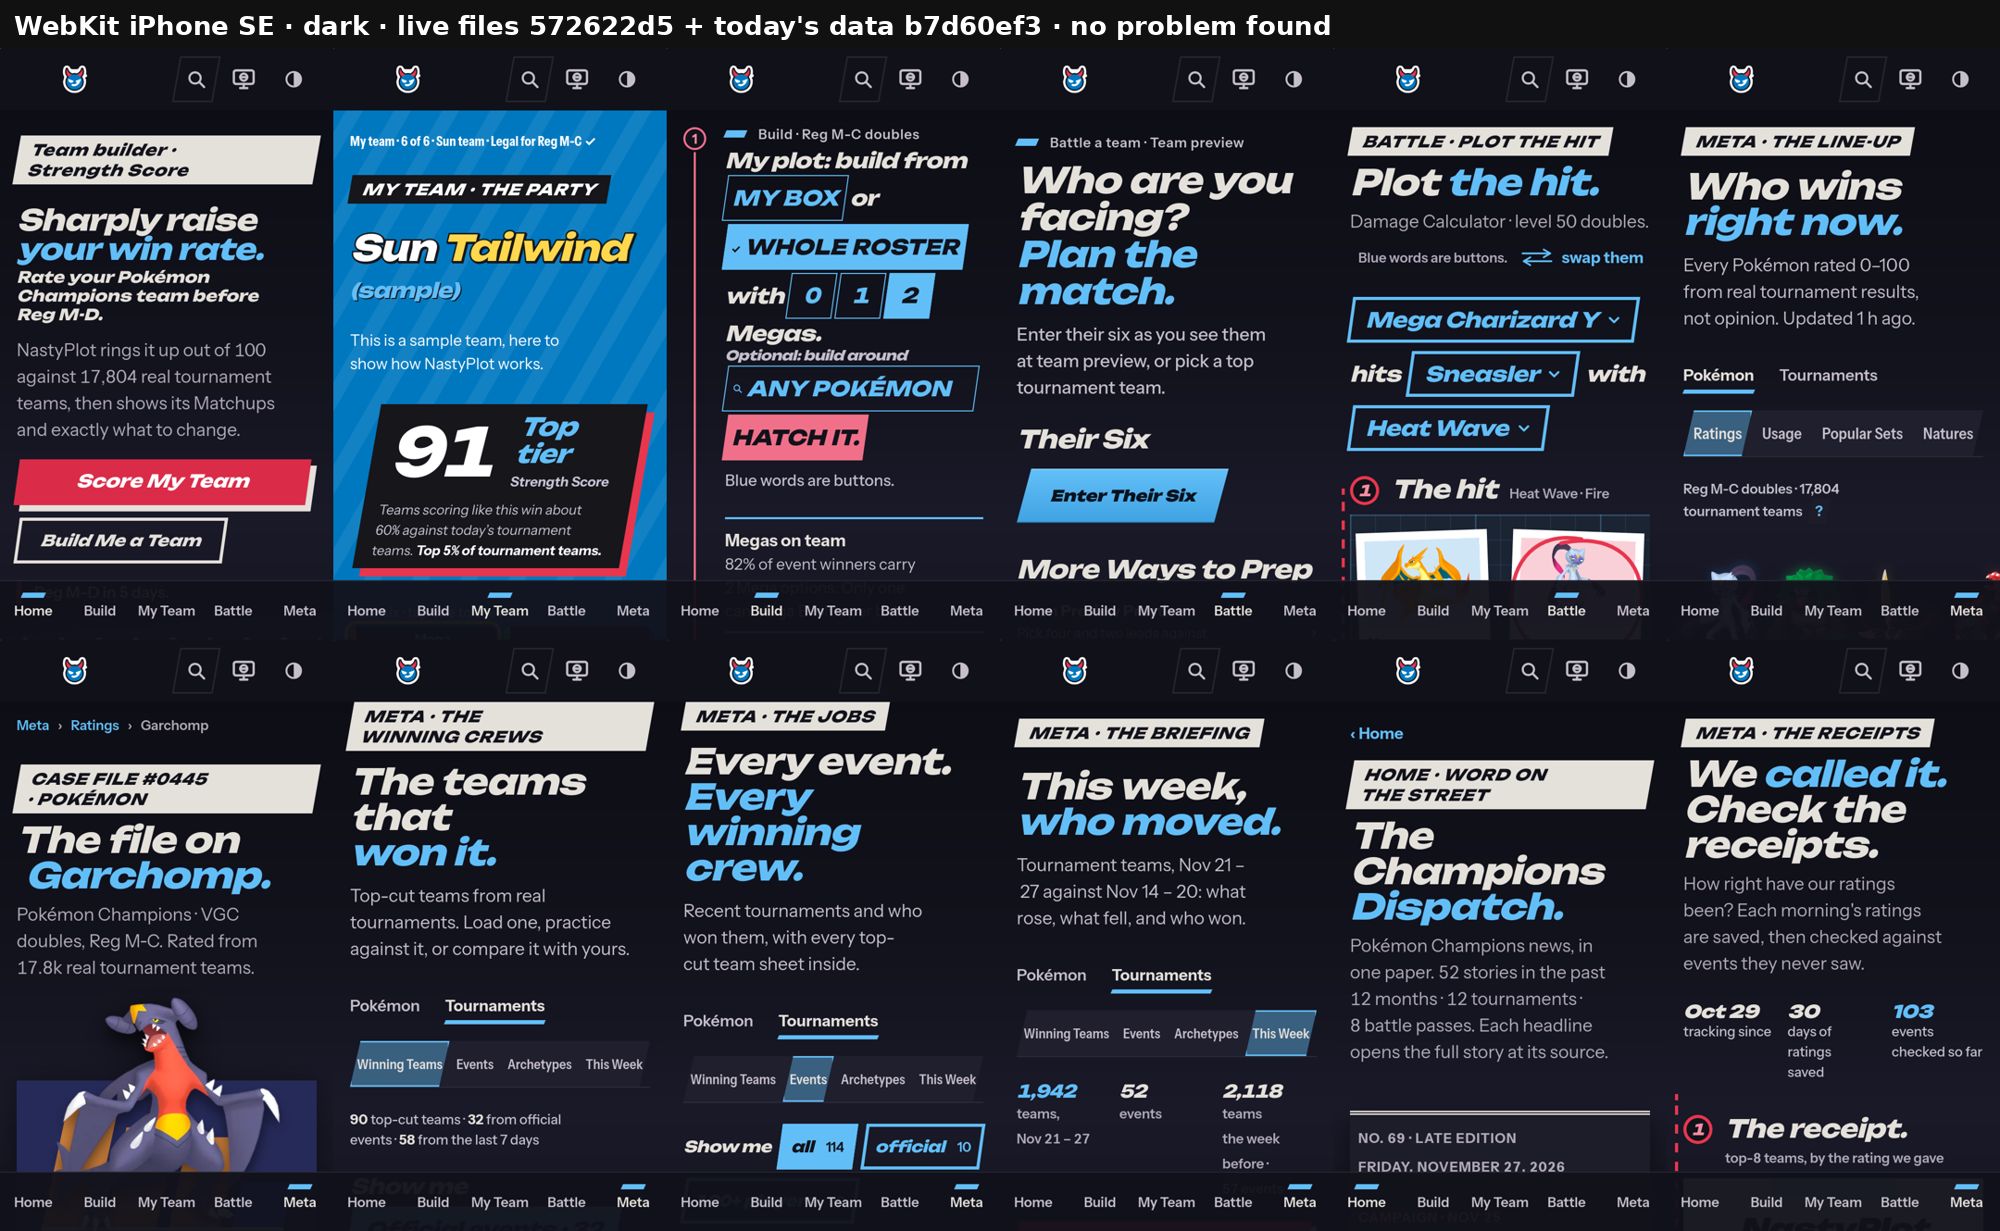 WebKit iPhone SE · dark · live files 572622d5 + today's data b7d60ef3 · no problem found
Team builder ·
Strength Score
Sharply raise
your win rate.
Rate your Pokémon
Champions team before
Reg M-D.
NastyPlot rings it up out of 100
against 17,804 real tournament
teams, then shows its Matchups
and exactly what to change.
Score My Team
Build Me a Team
Reg M-D in 5 days.
Home Build My Team Battle Meta
My team · 6 of 6 · Sun team · Legal for Reg M-C ✓
MY TEAM · THE PARTY
Sun Tailwind
(sample)
This is a sample team, here to
show how NastyPlot works.
91
Top
tier
Strength Score
Teams scoring like this win about
60% against today's tournament
teams. Top 5% of tournament teams.
Home Build My Team Battle Meta
Mega
1
Build · Reg M-C doubles
My plot: build from
MY BOX or
✓ WHOLE ROSTER
with 0 1 2
Megas.
Optional: build around
ANY POKÉMON
HATCH IT.
Blue words are buttons.
Megas on team
82% of event winners carry
2 Mega options. Only one
Home Build My Team Battle Meta
Battle a team · Team preview
Who are you
facing?
Plan the
match.
Enter their six as you see them
at team preview, or pick a top
tournament team.
Their Six
Enter Their Six
More Ways to Prep
Home Build My Team Battle Meta
Pick four and two leads against
BATTLE · PLOT THE HIT
Plot the hit.
Damage Calculator · level 50 doubles.
Blue words are buttons. swap them
Mega Charizard Y
hits Sneasler with
Heat Wave
1 The hit Heat Wave · Fire
Home Build My Team Battle Meta
META · THE LINE-UP
Who wins
right now.
Every Pokémon rated 0–100
from real tournament results,
not opinion. Updated 1 h ago.
Pokémon Tournaments
Ratings Usage Popular Sets Natures
Reg M-C doubles · 17,804
tournament teams ?
Home Build My Team Battle Meta
Meta › Ratings › Garchomp
CASE FILE #0445
· POKÉMON
The file on
Garchomp.
Pokémon Champions · VGC
doubles, Reg M-C. Rated from
17.8k real tournament teams.
Home Build My Team Battle Meta
META · THE
WINNING CREWS
The teams
that
won it.
Top-cut teams from real
tournaments. Load one, practice
against it, or compare it with yours.
Pokémon Tournaments
Winning Teams Events Archetypes This Week
90 top-cut teams · 32 from official
events · 58 from the last 7 days
Show me
Home Build My Team Battle Meta
Official events · 32
META · THE JOBS
Every event.
Every
winning
crew.
Recent tournaments and who
won them, with every top-
cut team sheet inside.
Pokémon Tournaments
Winning Teams Events Archetypes This Week
Show me all 114 official 10
Home Build My Team Battle Meta
META · THE BRIEFING
This week,
who moved.
Tournament teams, Nov 21 –
27 against Nov 14 – 20: what
rose, what fell, and who won.
Pokémon Tournaments
Winning Teams Events Archetypes This Week
1,942
teams,
Nov 21 – 27
52
events
2,118
teams
the week
before ·
57 events
Home Build My Team Battle Meta
‹ Home
HOME · WORD ON
THE STREET
The
Champions
Dispatch.
Pokémon Champions news, in
one paper. 52 stories in the past
12 months · 12 tournaments ·
8 battle passes. Each headline
opens the full story at its source.
NO. 69 · LATE EDITION
FRIDAY, NOVEMBER 27, 2026
Home Build My Team Battle Meta
META · THE RECEIPTS
We called it.
Check the
receipts.
How right have our ratings
been? Each morning's ratings
are saved, then checked against
events they never saw.
Oct 29
tracking since
30
days of
ratings
saved
103
events
checked so far
1 The receipt.
top-8 teams, by the rating we gave
Home Build My Team Battle Meta
NastyPlot